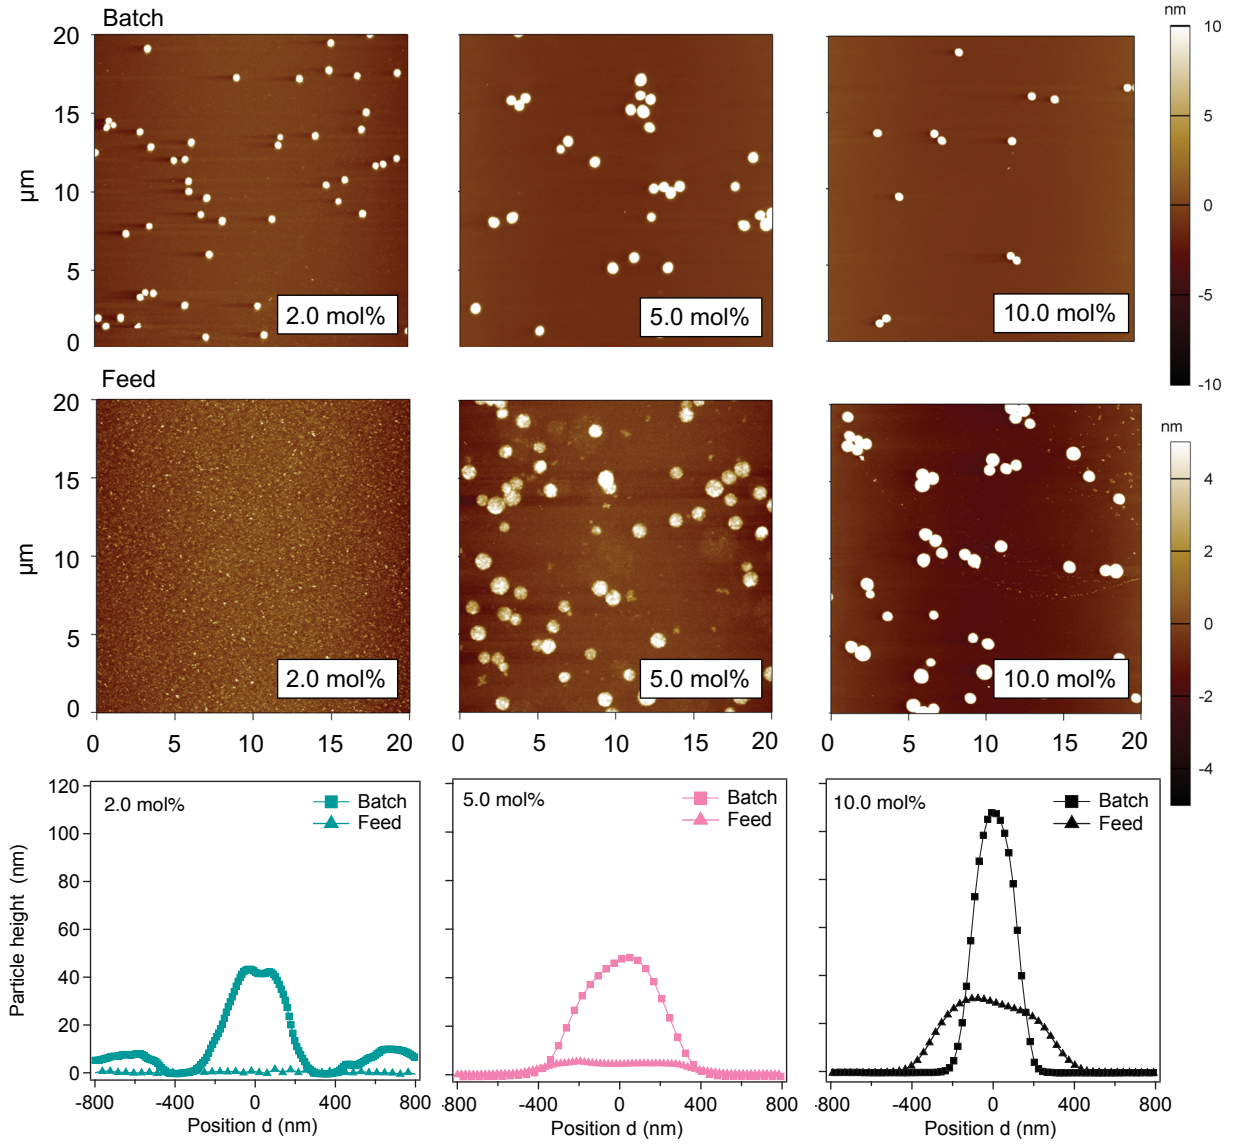 Batch
nm
20
15
10
5
0
μm
2.0 mol%
5.0 mol%
10.0 mol%
10
5
0
-5
-10
Feed
nm
20
15
10
5
0
μm
2.0 mol%
5.0 mol%
10.0 mol%
4
2
0
-2
-4
0 5 10 15 20
0 5 10 15 20
0 5 10 15 20
120
100
80
60
40
20
0
Particle height (nm)
2.0 mol%
Batch
Feed
5.0 mol%
Batch
Feed
10.0 mol%
Batch
Feed
-800 -400 0 400 800
-800 -400 0 400 800
-800 -400 0 400 800
Position d (nm)
Position d (nm)
Position d (nm)